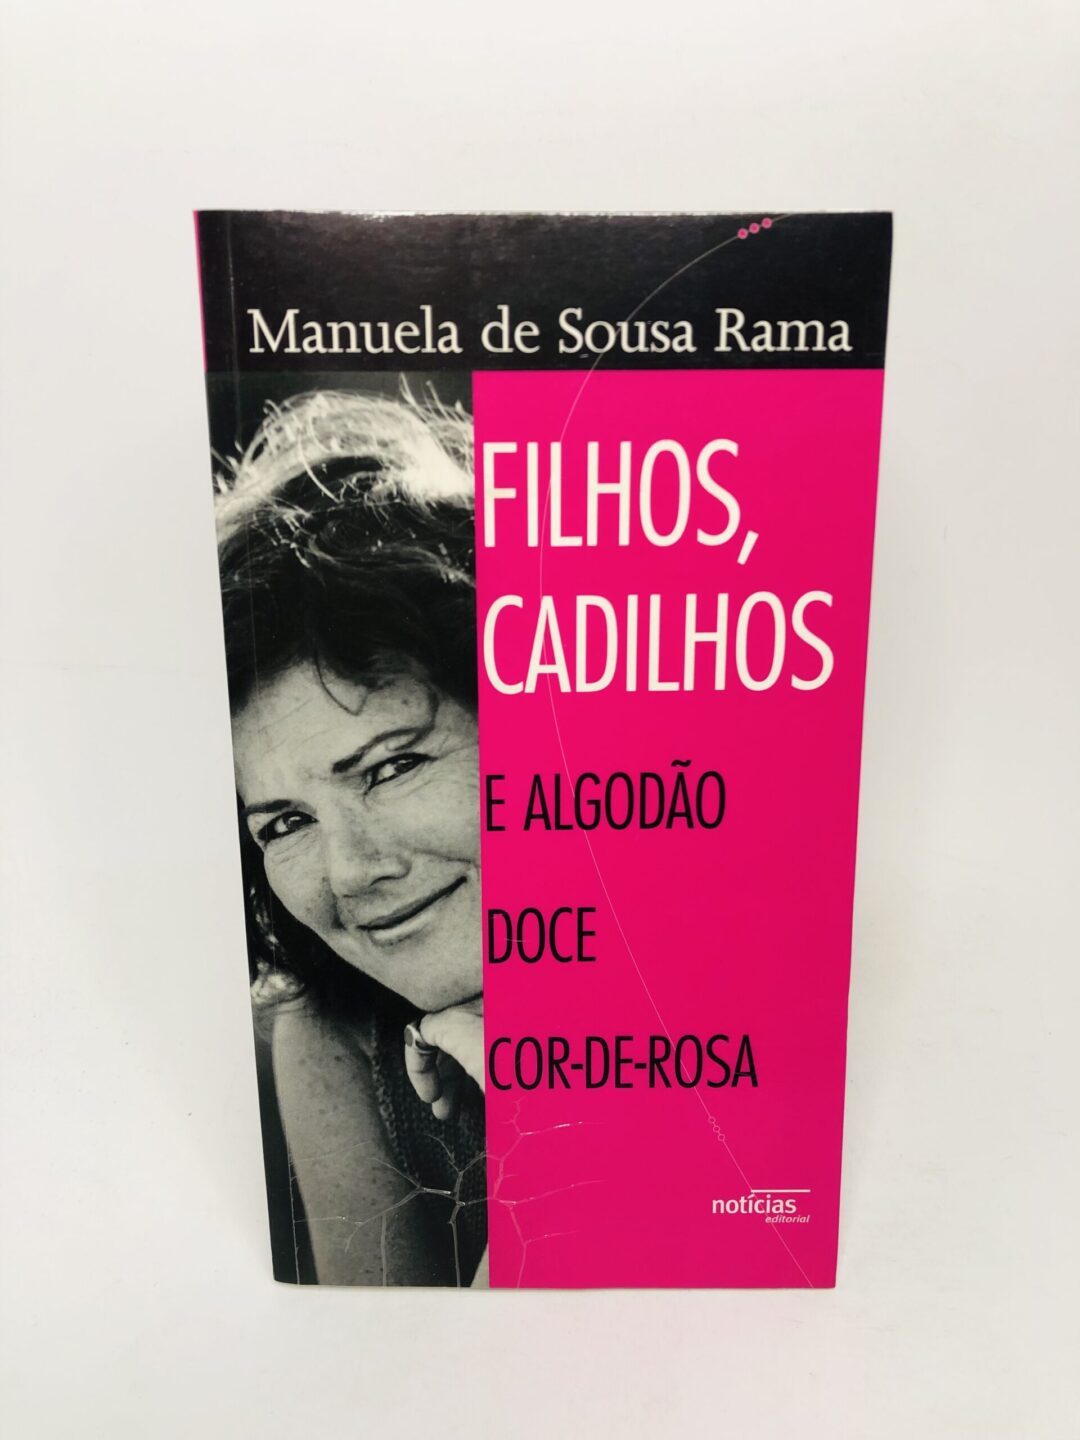 Manuela de Sousa Rama
FILHOS,
CADILHOS
E ALGODÃO
DOCE
COR-DE-ROSA
notícias
editorial